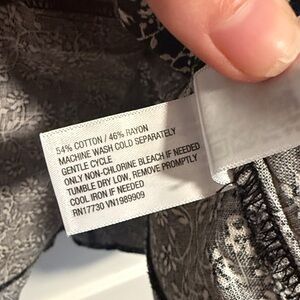 54% COTTON / 46% RAYON
MACHINE WASH COLD SEPARATELY
GENTLE CYCLE
ONLY NON-CHLORINE BLEACH IF NEEDED
TUMBLE DRY LOW, REMOVE PROMPTLY
COOL IRON IF NEEDED
RN17730 VN1989909